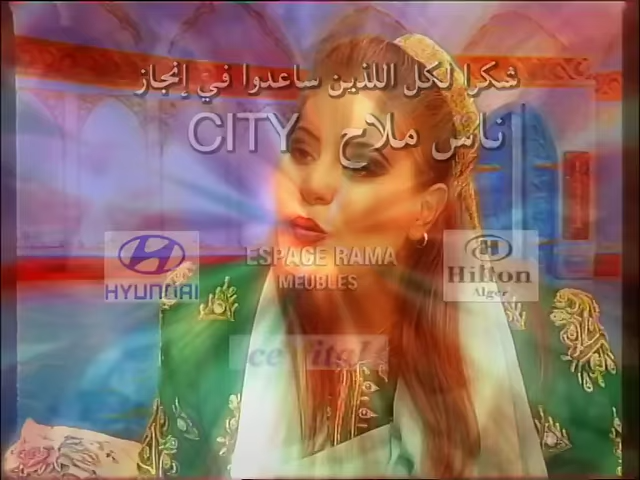 شكرا لكل اللذين ساعدوا في إنجاز
ناس ملاح CITY
HYUNDAI
ESPACE RAMA
MEUBLES
Hilton
Alger